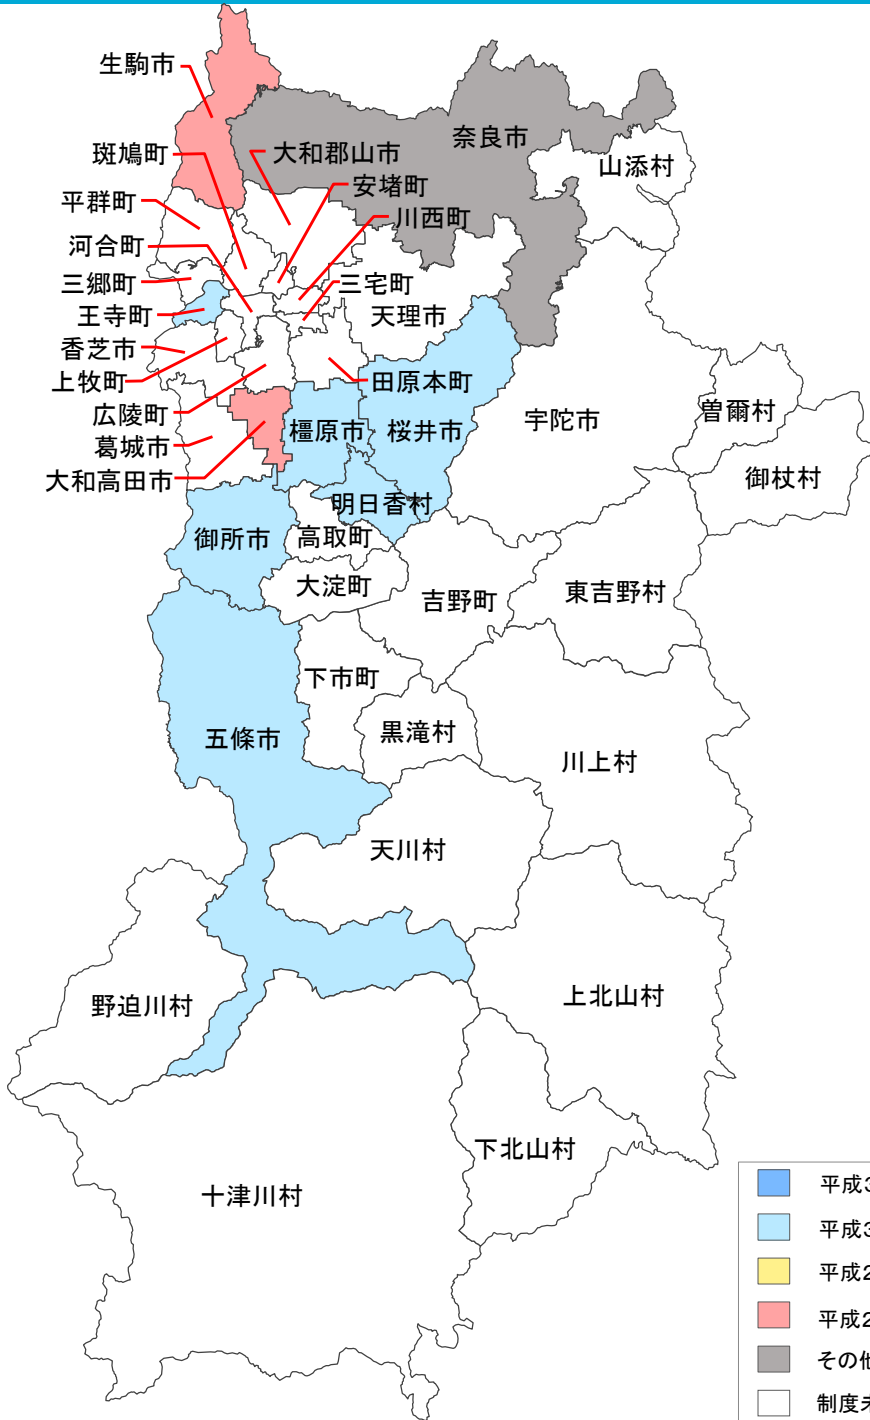 生駒市
斑鳩町
大和郡山市
奈良市
山添村
平群町
安堵町
河合町
川西町
三郷町
三宅町
王寺町
天理市
香芝市
上牧町
田原本町
広陵町
橿原市
桜井市
宇陀市
曽爾村
葛城市
大和高田市
御杖村
明日香村
御所市
高取町
大淀町
吉野町
東吉野村
下市町
黒滝村
五條市
川上村
天川村
野迫川村
上北山村
下北山村
十津川村
平成3
平成3
平成2
平成2
その他
制度未